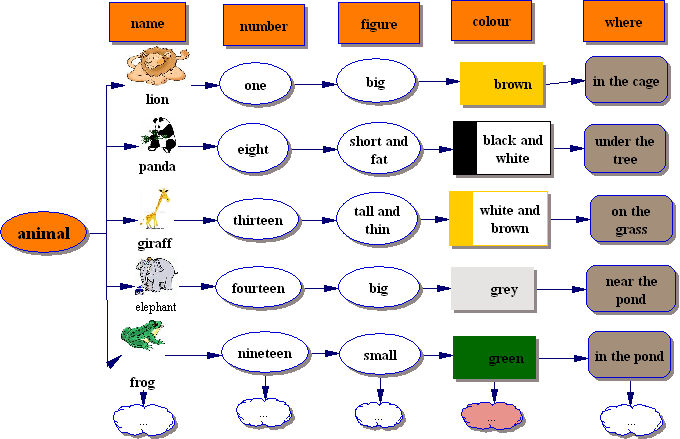 name
number
figure
colour
where
lion
one
big
brown
in the cage
panda
eight
short and
fat
black and
white
under the
tree
animal
giraff
thirteen
tall and
thin
white and
brown
on the
grass
elephant
fourteen
big
grey
near the
pond
frog
nineteen
small
green
in the pond
...
...
...
...
...